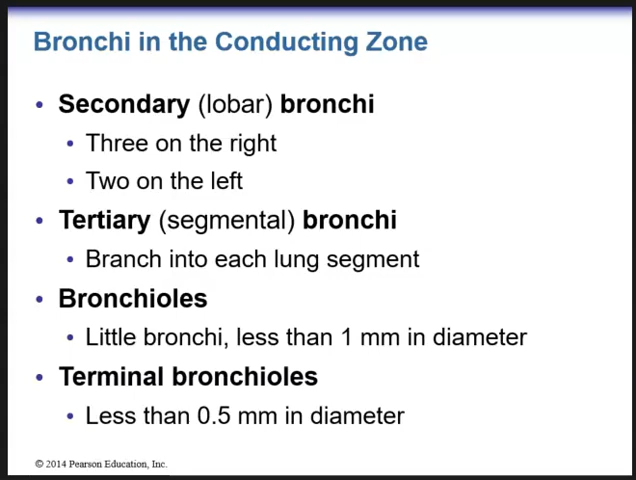 Bronchi in the Conducting Zone
• Secondary (lobar) bronchi
• Three on the right
• Two on the left
• Tertiary (segmental) bronchi
• Branch into each lung segment
• Bronchioles
• Little bronchi, less than 1 mm in diameter
• Terminal bronchioles
• Less than 0.5 mm in diameter
© 2014 Pearson Education, Inc.